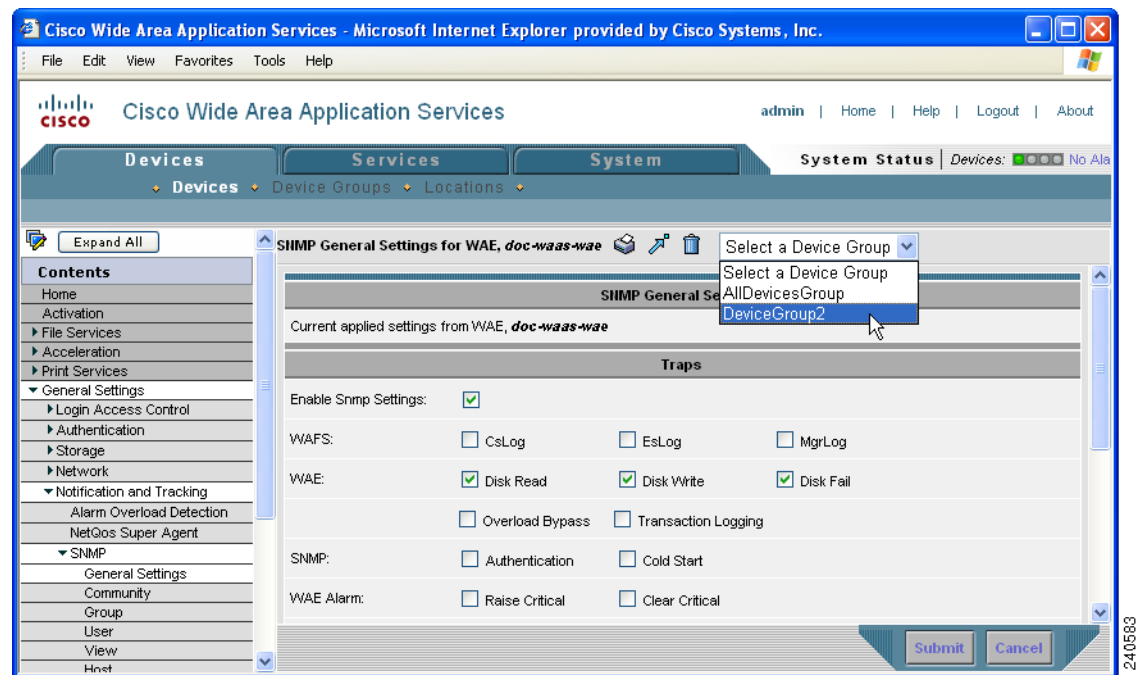 Cisco Wide Area Application Services - Microsoft Internet Explorer provided by Cisco Systems, Inc.
File Edit View Favorites Tools Help
CISCO
Cisco Wide Area Application Services
admin | Home | Help | Logout | About
Devices Services System
System Status | Devices: No Ala
Devices Device Groups Locations
Expand All
SNMP General Settings for WAE, doc-waas-wae
Select a Device Group
Select a Device Group
AllDevicesGroup
DeviceGroup2
Contents
Home
Activation
File Services
Acceleration
Print Services
General Settings
Login Access Control
Authentication
Storage
Network
Notification and Tracking
Alarm Overload Detection
NetQos Super Agent
SNMP
General Settings
Community
Group
User
View
Host
SNMP General Se
Current applied settings from WAE, doc-waas-wae
Traps
Enable Snmp Settings:
WAFS: CsLog EsLog MgrLog
WAE: Disk Read Disk Write Disk Fail
Overload Bypass Transaction Logging
SNMP: Authentication Cold Start
WAE Alarm: Raise Critical Clear Critical
Submit Cancel
240583